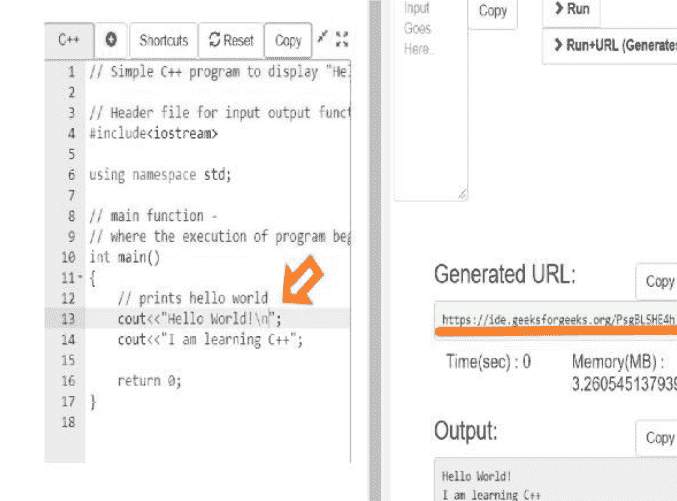 C++ Shortcuts Reset Copy
1 // Simple C++ program to display "He
2
3 // Header file for input output funct
4 #include<iostream>
5
6 using namespace std;
7
8 // main function -
9 // where the execution of program beg
10 int main()
11 {
12 // prints hello world
13 cout<<"Hello World!\n";
14 cout<<"I am learning C++";
15
16 return 0;
17 }
18
Input
Goes
Here..
Copy
Run
Run+URL (Generates
Generated URL:
Copy
https://ide.geeksforgeeks.org/PsgBLSHE4h
Time(sec) : 0
Memory(MB) :
3.260545137939
Output:
Copy
Hello World!
I am learning C++